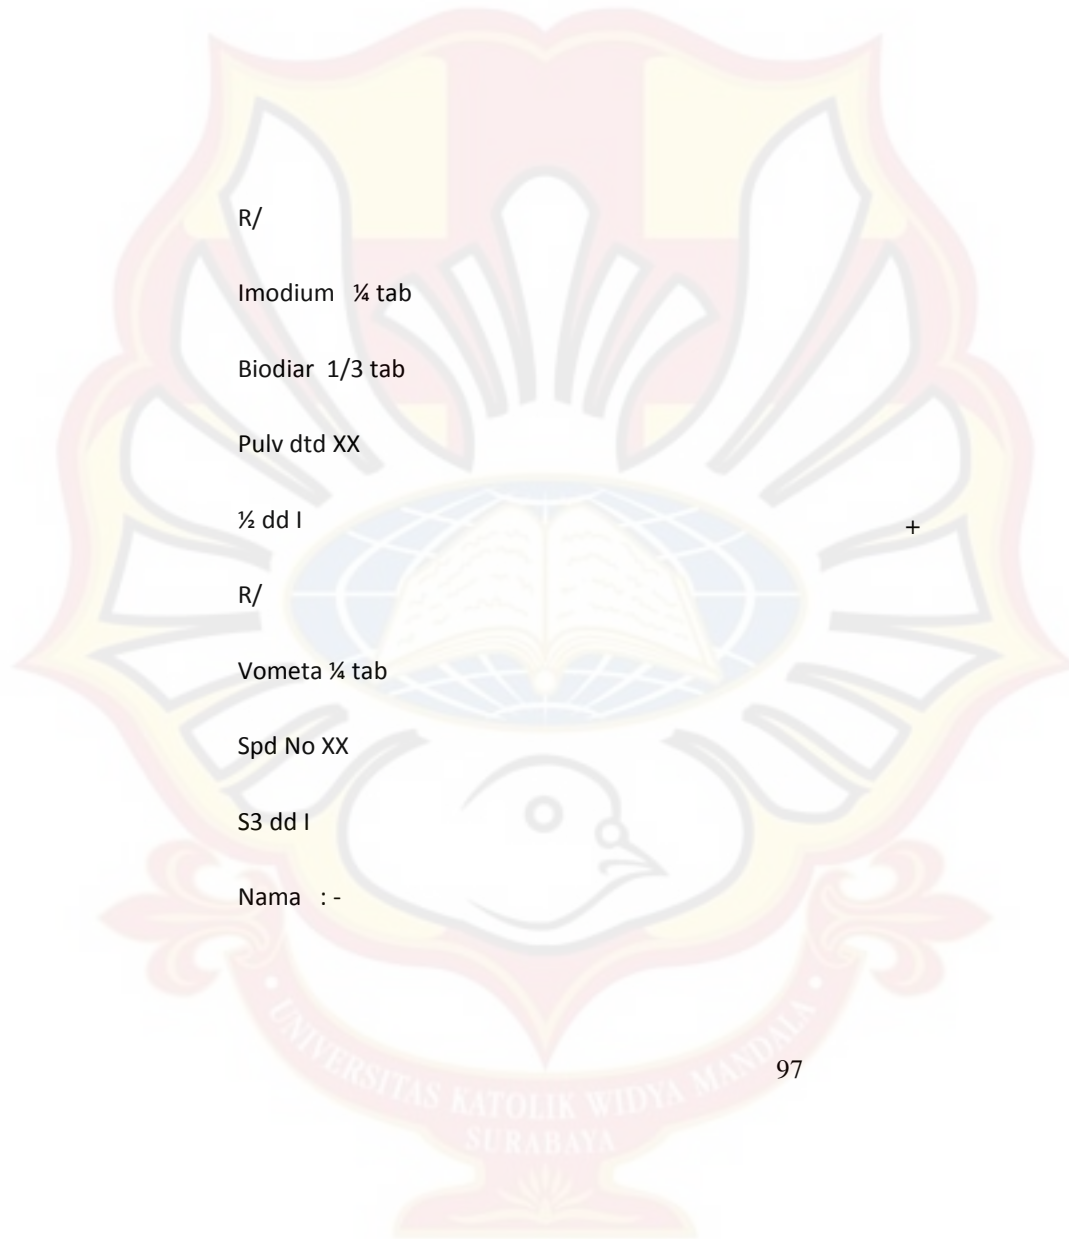 R/
Imodium   ¼ tab
Biodiar  1/3 tab
Pulv dtd XX
½ dd I +
R/
Vometa ¼ tab
Spd No XX
S3 dd I
Nama   : -
97
UNIVERSITAS KATOLIK WIDYA MANDALA
SURABAYA